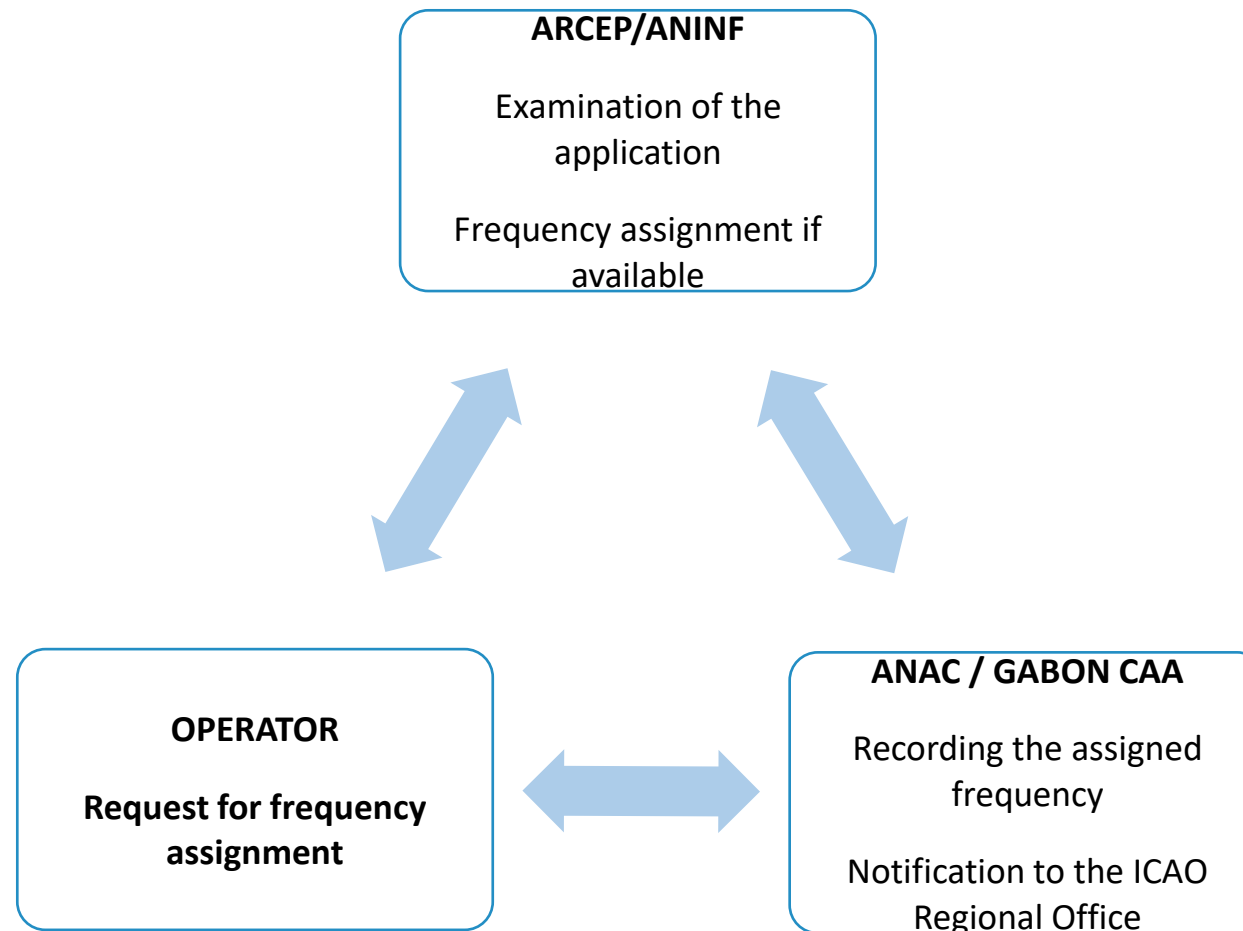 ARCEP/ANINF
Examination of the
application
Frequency assignment if
available
OPERATOR
Request for frequency
assignment
ANAC / GABON CAA
Recording the assigned
frequency
Notification to the ICAO
Regional Office